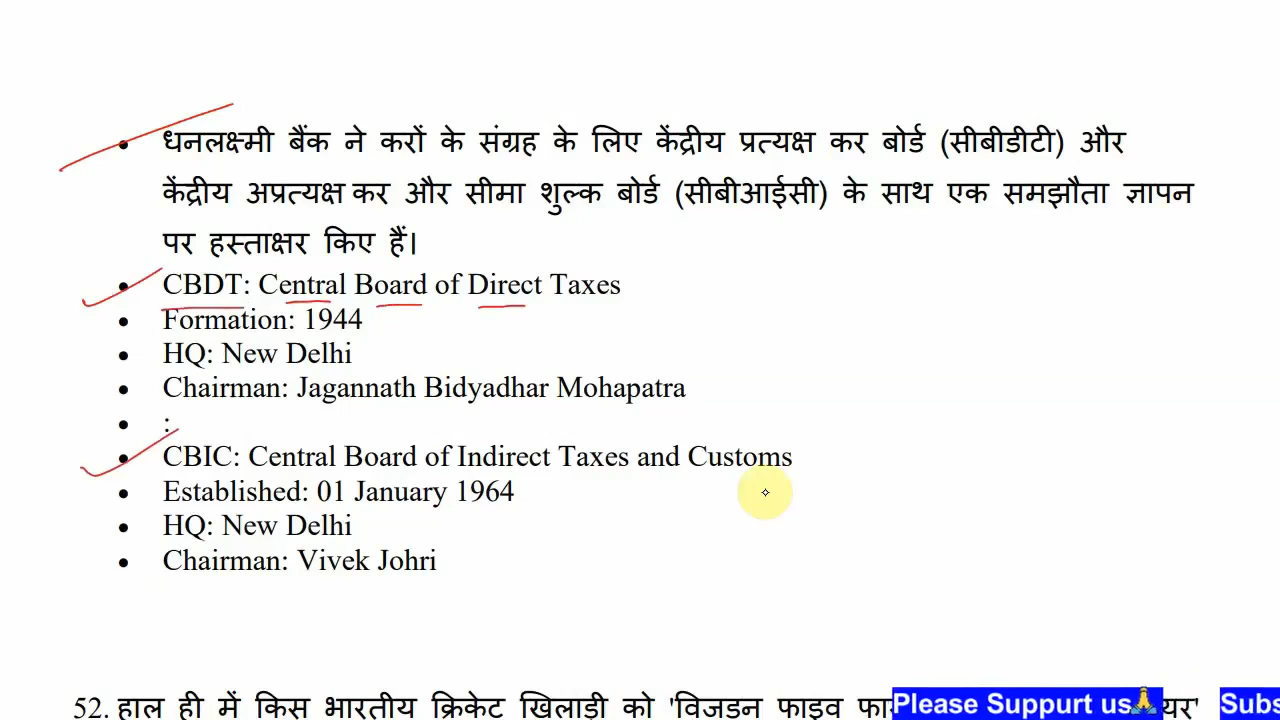 • धनलक्ष्मी बैंक ने करों के संग्रह के लिए केंद्रीय प्रत्यक्ष कर बोर्ड (सीबीडीटी) और
केंद्रीय अप्रत्यक्ष कर और सीमा शुल्क बोर्ड (सीबीआईसी) के साथ एक समझौता ज्ञापन
पर हस्ताक्षर किए हैं।
• CBDT: Central Board of Direct Taxes
• Formation: 1944
• HQ: New Delhi
• Chairman: Jagannath Bidyadhar Mohapatra
• :
• CBIC: Central Board of Indirect Taxes and Customs
• Established: 01 January 1964
• HQ: New Delhi
• Chairman: Vivek Johri
52. हाल ही में किस भारतीय क्रिकेट खिलाड़ी को 'विजडन फाइव
Please Suppurt us🙏 Subs